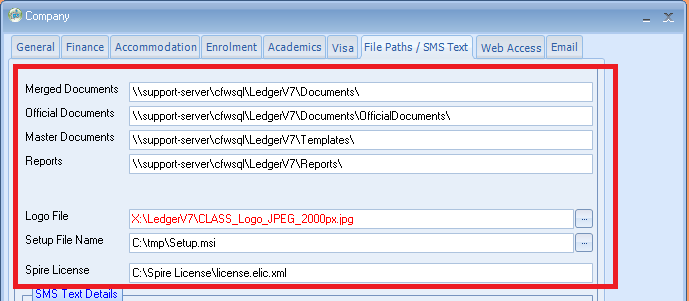 Company
General Finance Accommodation Enrolment Academics Visa File Paths / SMS Text Web Access Email
Merged Documents \\support-server\cfwsql\LedgerV7\Documents\
Official Documents \\support-server\cfwsql\LedgerV7\Documents\OfficialDocuments\
Master Documents \\support-server\cfwsql\LedgerV7\Templates\
Reports \\support-server\cfwsql\LedgerV7\Reports\
Logo File X:\LedgerV7\CLASS_Logo_JPEG_2000px.jpg ...
Setup File Name C:\tmp\Setup.msi ...
Spire License C:\Spire License\license.elic.xml
SMS Text Details